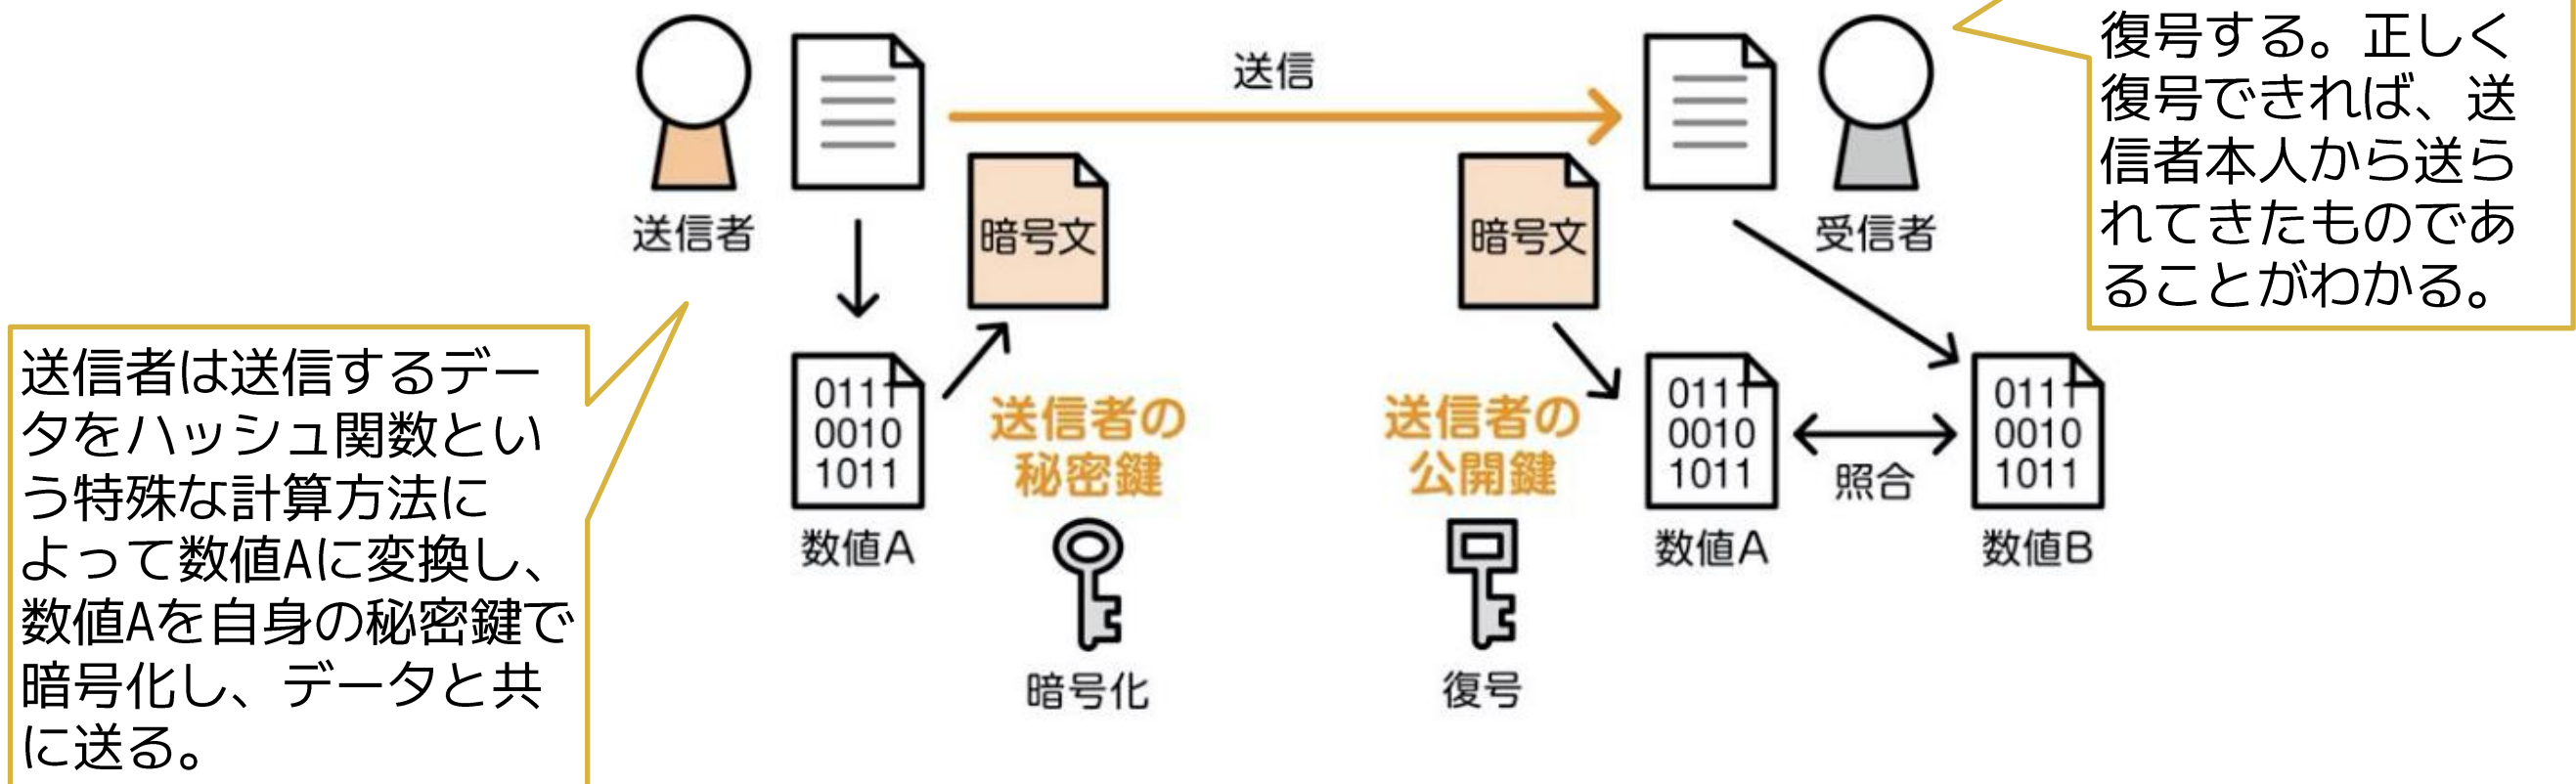 復号する。正しく
復号できれば、送
信者本人から送ら
れてきたものであ
ることがわかる。
送信
暗号文
暗号文
送信者
受信者
送信者は送信するデー
タをハッシュ関数とい
う特殊な計算方法に
よって数値Aに変換し、
数値Aを自身の秘密鍵で
暗号化し、データと共
に送る。
0111
0010
1011
数値A
送信者の
秘密鍵
暗号化
送信者の
公開鍵
復号
0111
0010
1011
数値A
照合
0111
0010
1011
数値B